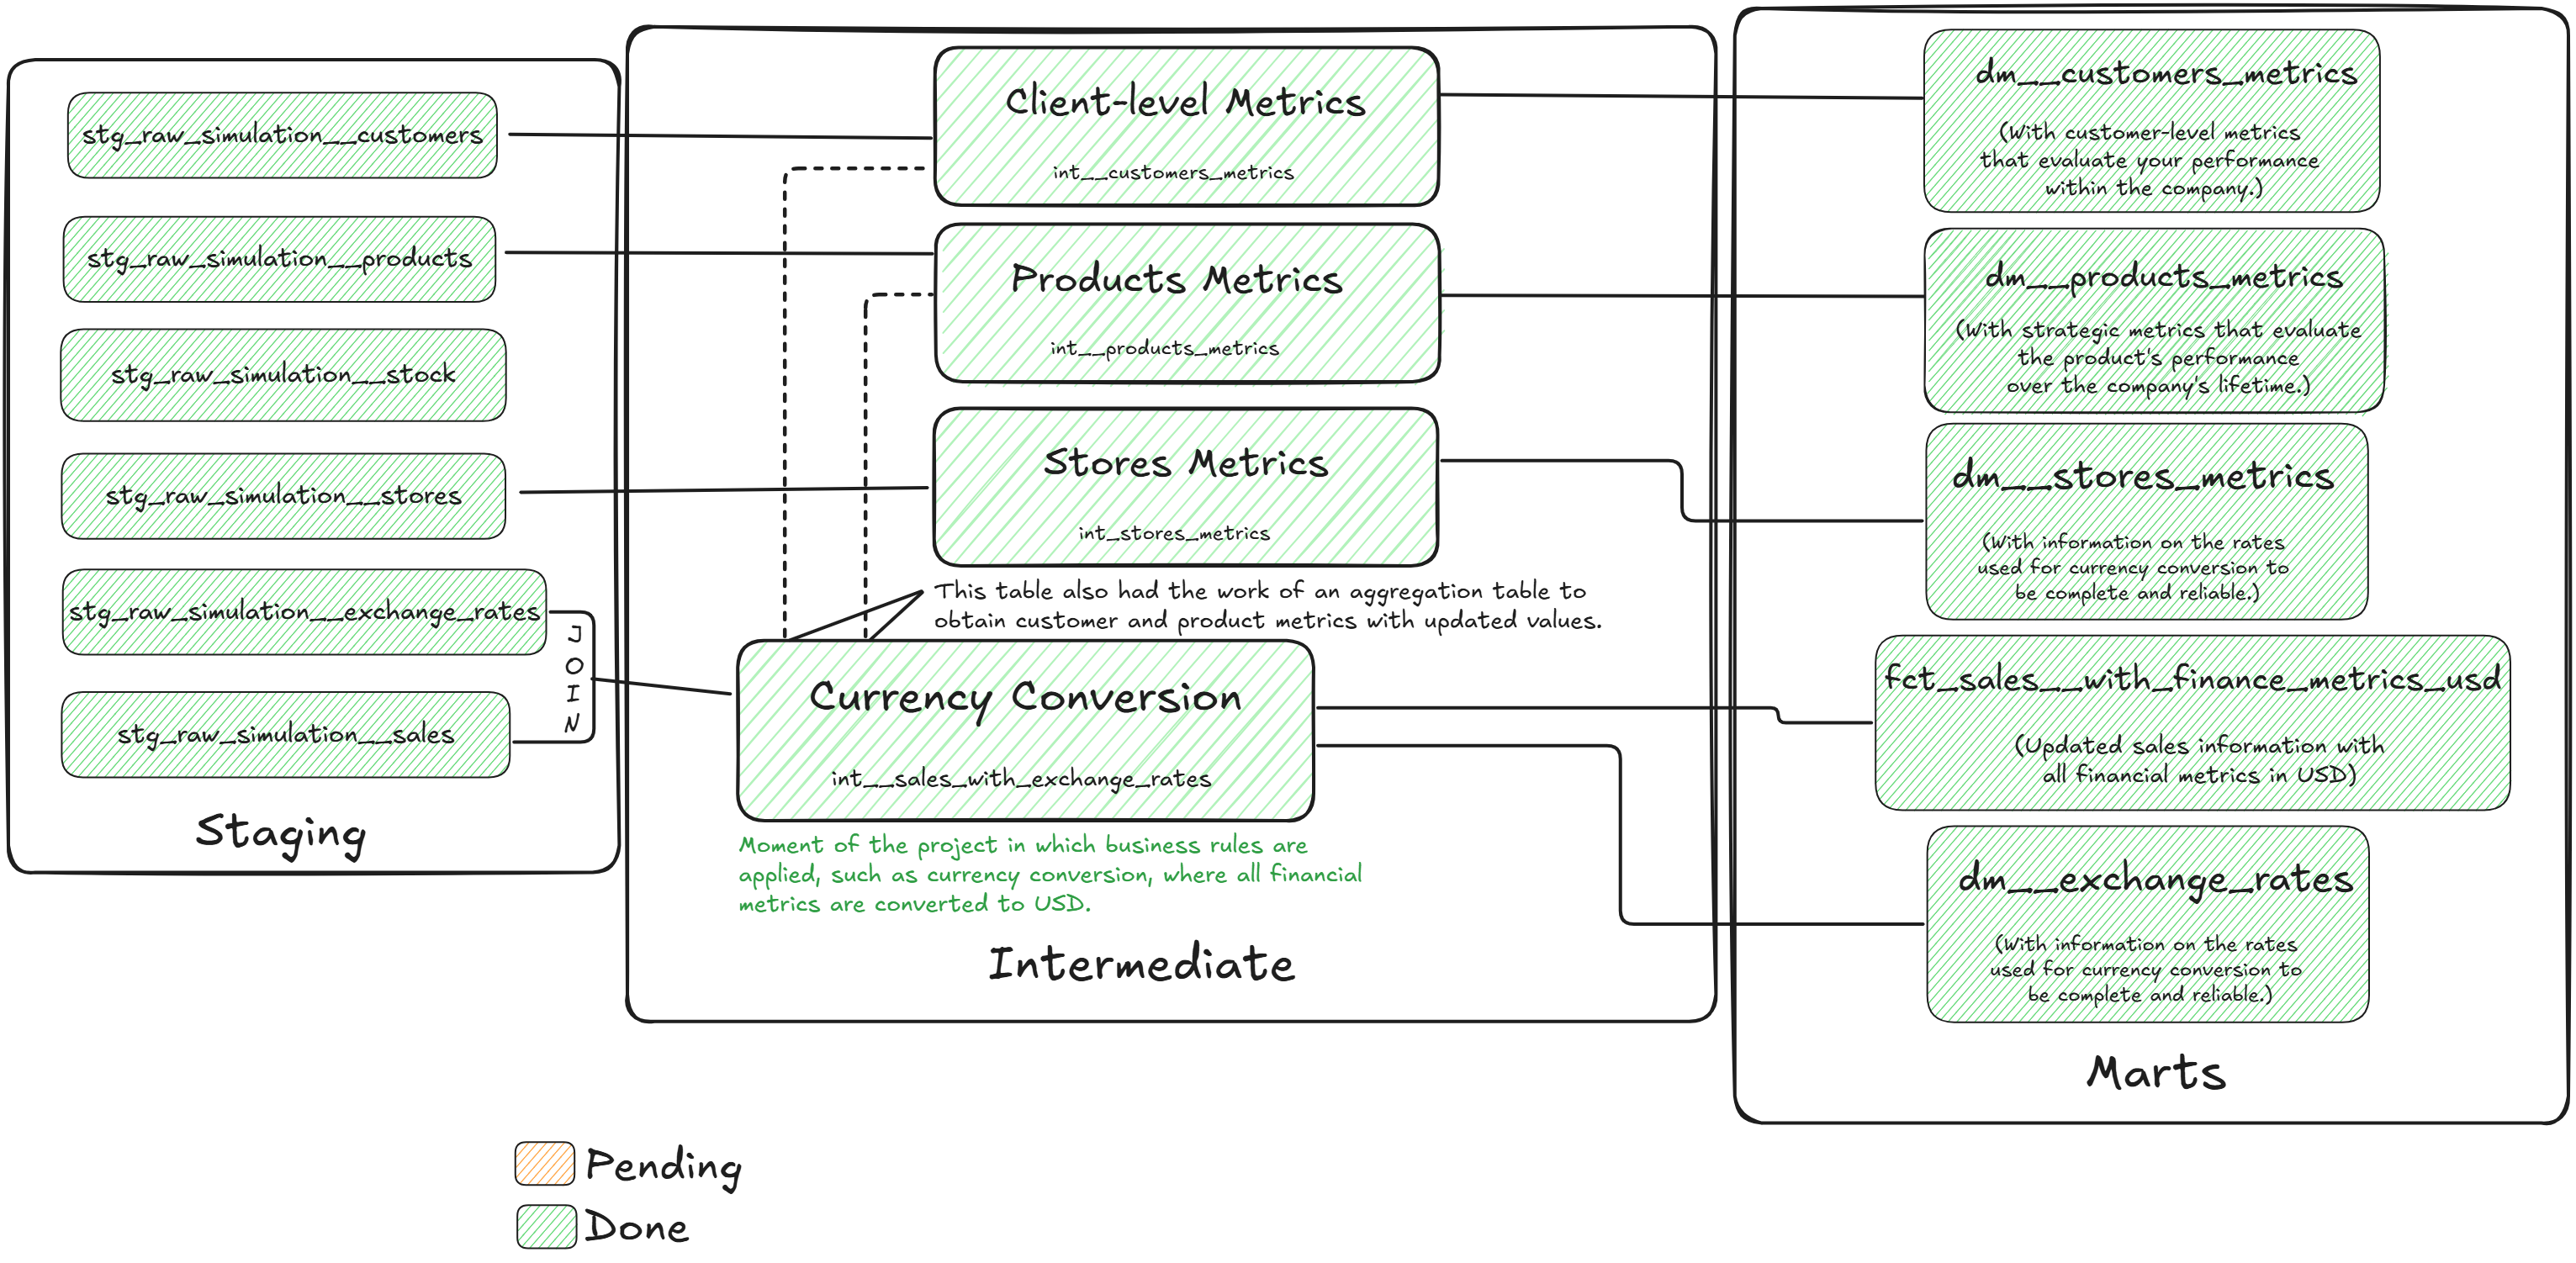 stg_raw_simulation__customers
stg_raw_simulation__products
stg_raw_simulation__stock
stg_raw_simulation__stores
stg_raw_simulation__exchange_rates
JOIN
stg_raw_simulation__sales
Staging
Client-level Metrics
int__customers_metrics
Products Metrics
int__products_metrics
Stores Metrics
int_stores_metrics
This table also had the work of an aggregation table to
obtain customer and product metrics with updated values.
Currency Conversion
int__sales_with_exchange_rates
Moment of the project in which business rules are
applied, such as currency conversion, where all financial
metrics are converted to USD.
Intermediate
dm__customers_metrics
(With customer-level metrics
that evaluate your performance
within the company.)
dm__products_metrics
(With strategic metrics that evaluate
the product's performance
over the company's lifetime.)
dm__stores_metrics
(With information on the rates
used for currency conversion to
be complete and reliable.)
fct_sales__with_finance_metrics_usd
(Updated sales information with
all financial metrics in USD)
dm__exchange_rates
(With information on the rates
used for currency conversion to
be complete and reliable.)
Marts
Pending
Done